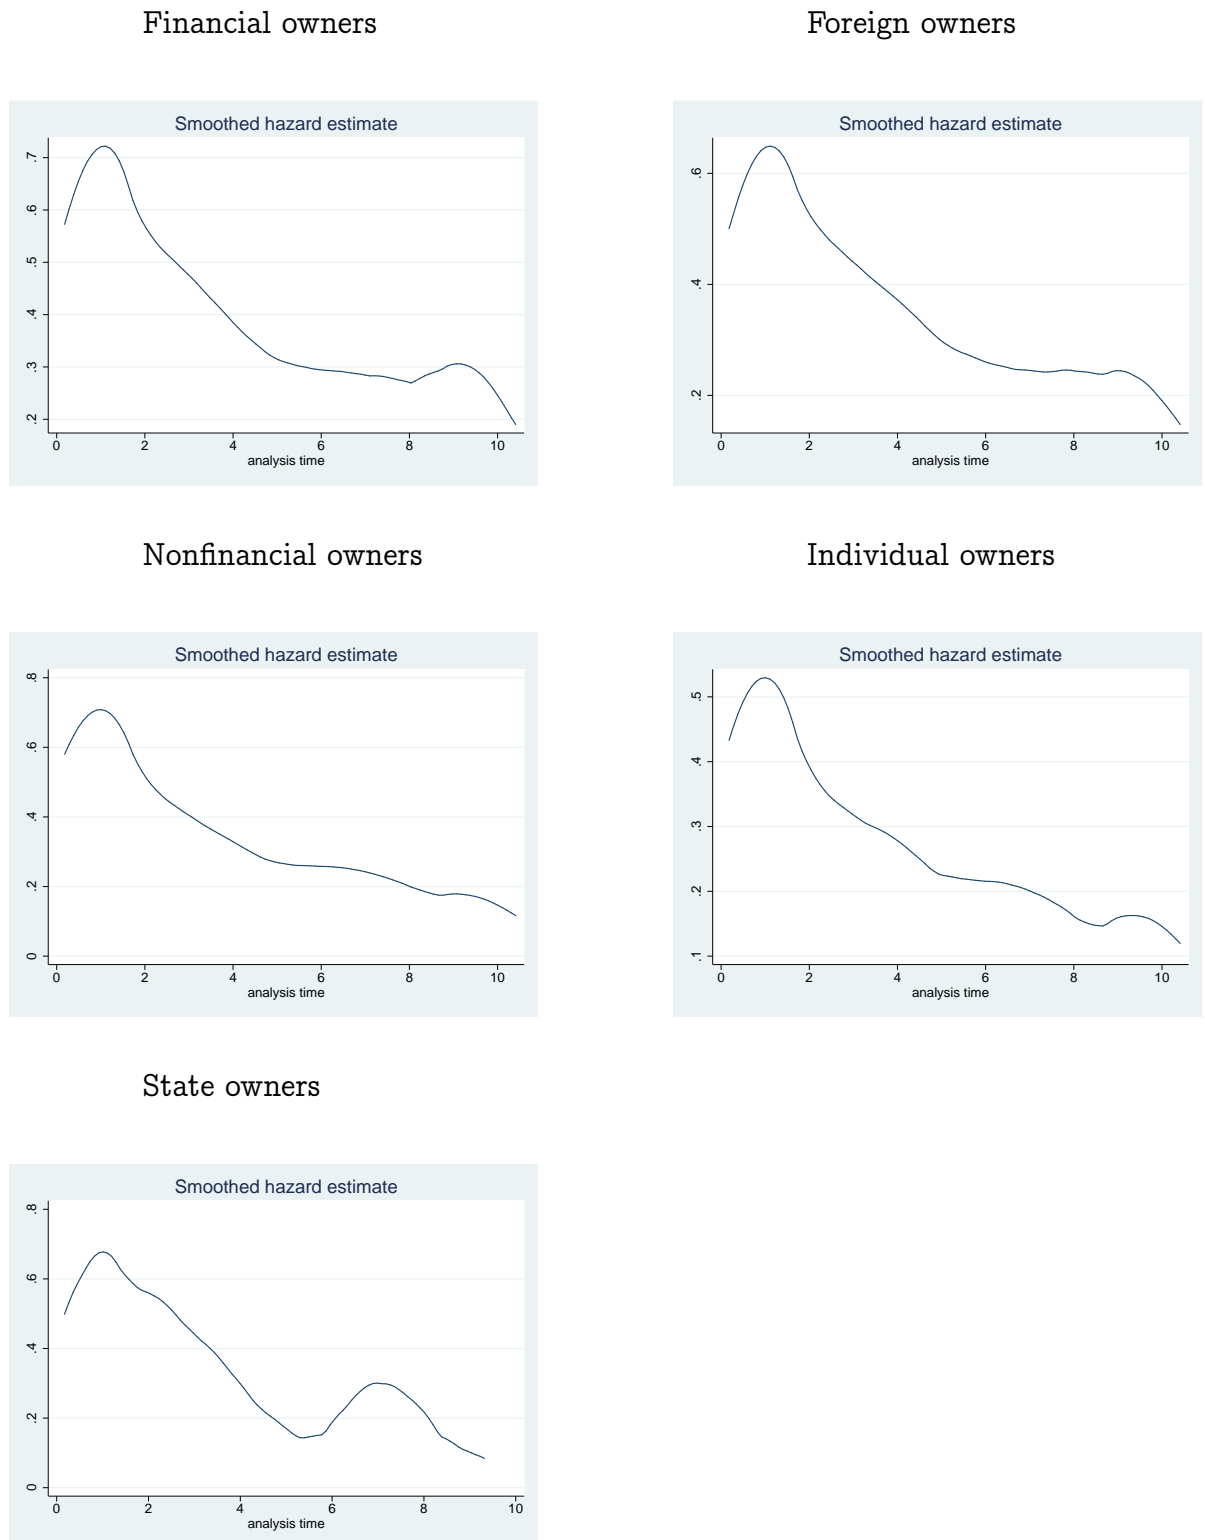 Financial owners
Foreign owners
Smoothed hazard estimate
.7
.6
.5
.4
.3
.2
0 2 4 6 8 10
analysis time
Smoothed hazard estimate
.6
.4
.2
0 2 4 6 8 10
analysis time
Nonfinancial owners
Individual owners
Smoothed hazard estimate
.8
.6
.4
.2
0
0 2 4 6 8 10
analysis time
Smoothed hazard estimate
.5
.4
.3
.2
.1
0 2 4 6 8 10
analysis time
State owners
Smoothed hazard estimate
.8
.6
.4
.2
0
0 2 4 6 8 10
analysis time